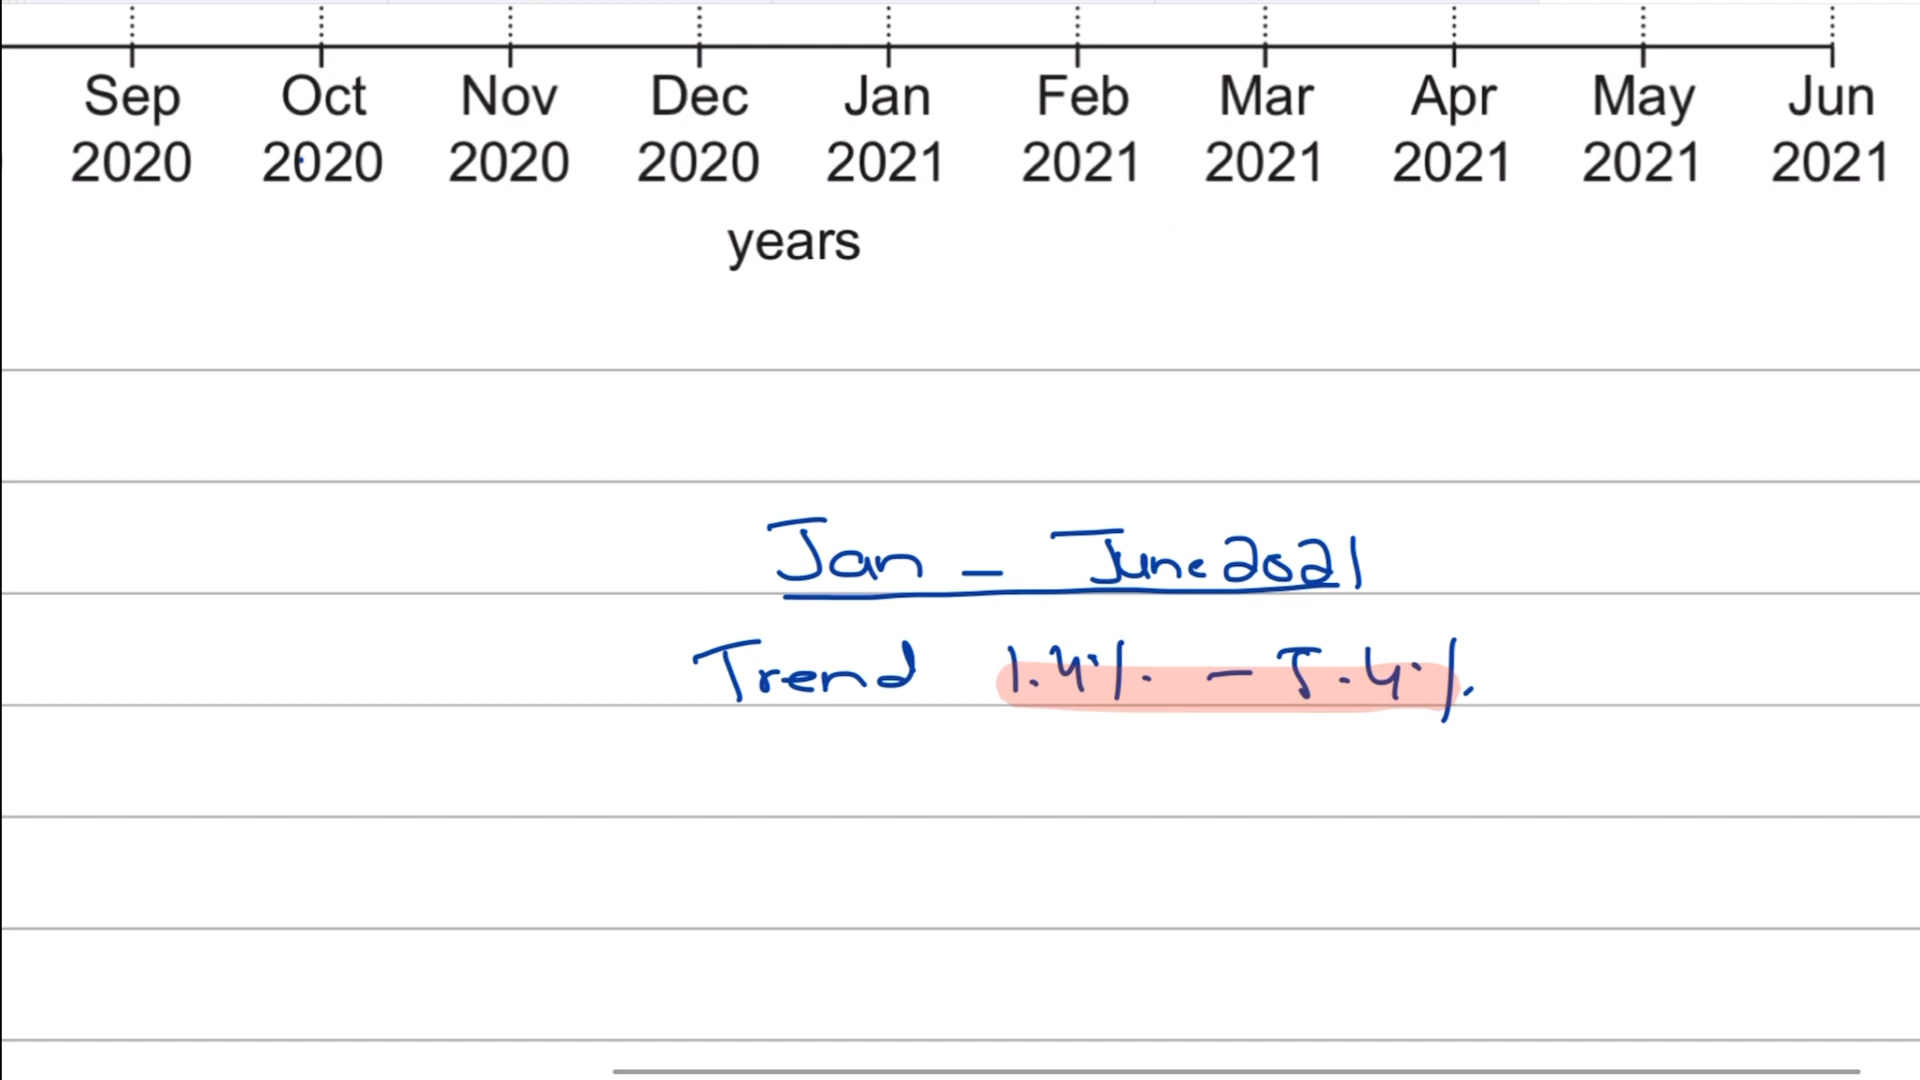 Sep Oct Nov Dec Jan Feb Mar Apr May Jun
2020 2020 2020 2020 2021 2021 2021 2021 2021 2021
years
Jan – June 2021
Trend 1.4% – 5.4%